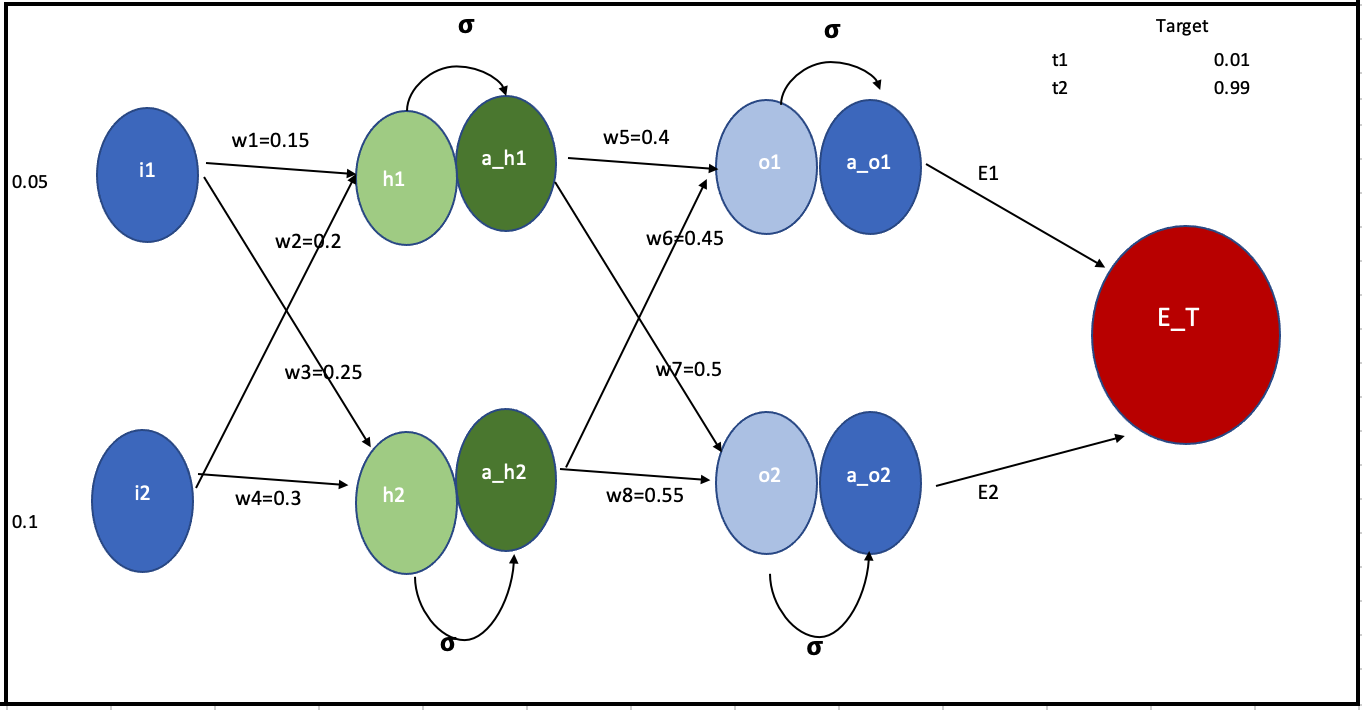 σ
σ
Target
t1 0.01
t2 0.99
w1=0.15
w5=0.4
i1
h1
a_h1
o1
a_o1
E1
0.05
w2=0.2
w6=0.45
E_T
w3=0.25
w7=0.5
i2
h2
a_h2
o2
a_o2
w4=0.3
w8=0.55
E2
0.1
σ
σ